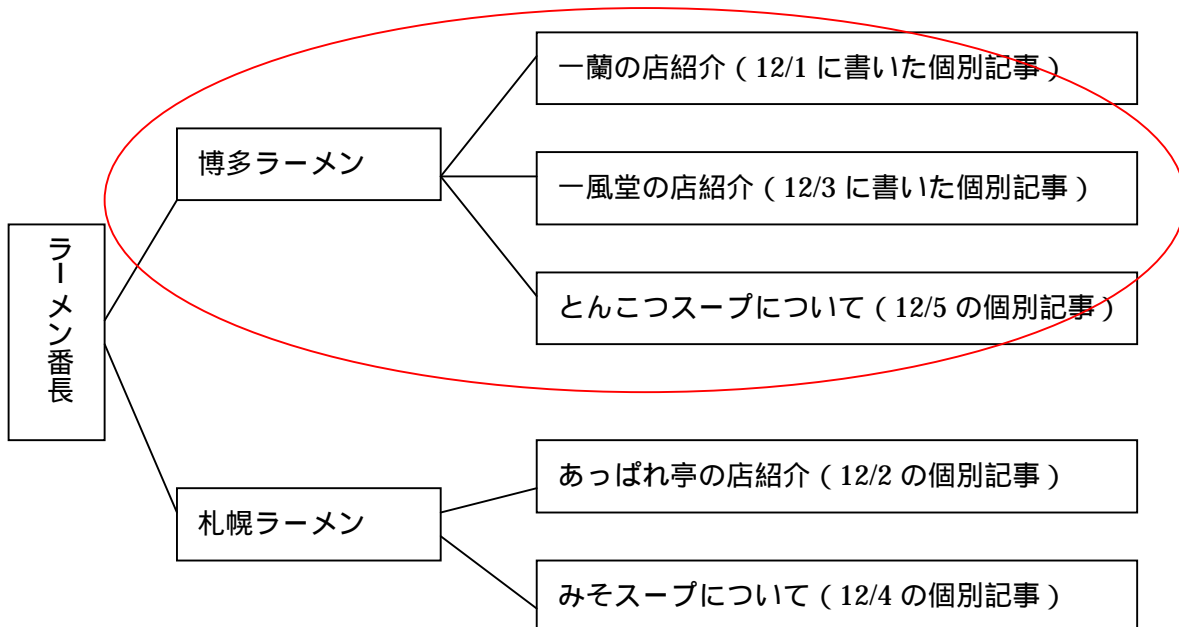 ラーメン番長
博多ラーメン
一蘭の店紹介(12/1 に書いた個別記事)
一風堂の店紹介(12/3 に書いた個別記事)
とんこつスープについて(12/5 の個別記事)
札幌ラーメン
あっぱれ亭の店紹介(12/2 の個別記事)
みそスープについて(12/4 の個別記事)